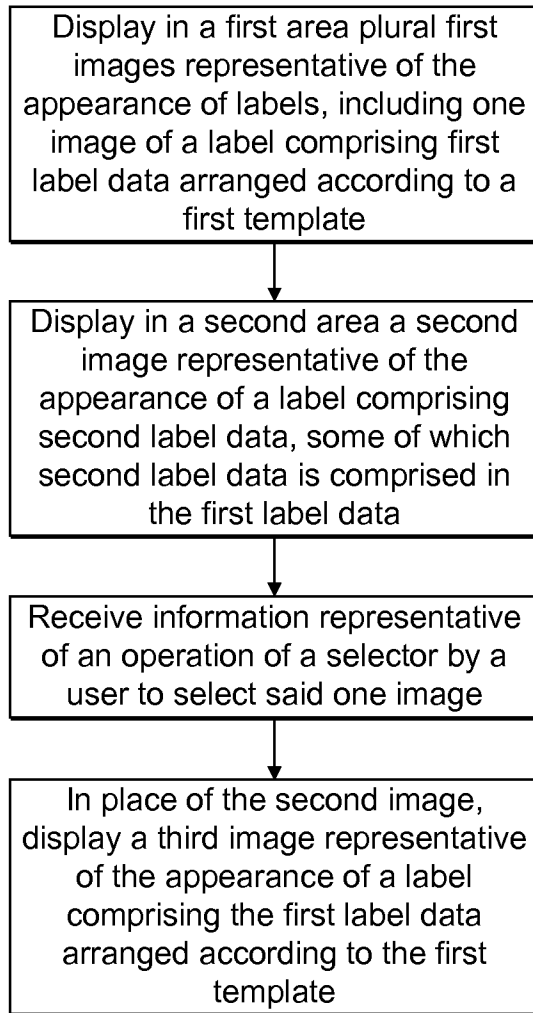 Display in a first area plural first
images representative of the
appearance of labels, including one
image of a label comprising first
label data arranged according to a
first template
Display in a second area a second
image representative of the
appearance of a label comprising
second label data, some of which
second label data is comprised in
the first label data
Receive information representative
of an operation of a selector by a
user to select said one image
In place of the second image,
display a third image representative
of the appearance of a label
comprising the first label data
arranged according to the first
template